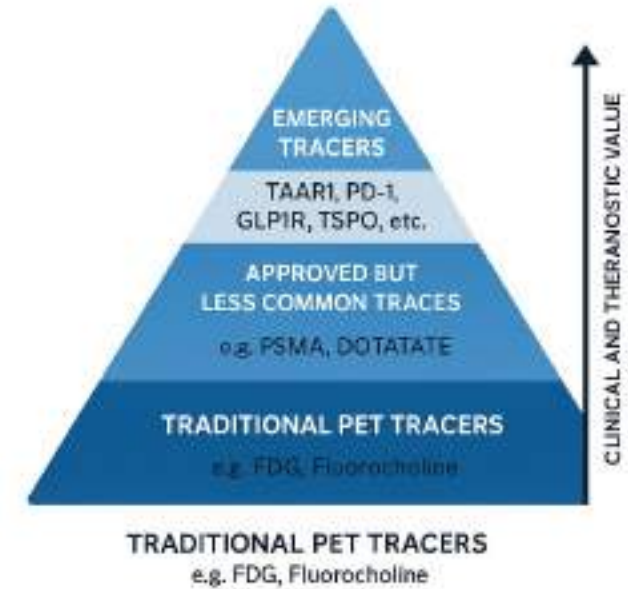 EMERGING
TRACERS
TAAR1, PD-1,
GLP1R, TSPO, etc.
APPROVED BUT
LESS COMMON TRACES
e.g. PSMA, DOTATATE
TRADITIONAL PET TRACERS
e.g. FDG, Fluorocholine
TRADITIONAL PET TRACERS
e.g. FDG, Fluorocholine
CLINICAL AND THERANOSTIC VALUE